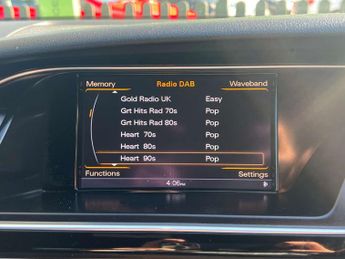 Memory Radio DAB Waveband
Gold Radio UK Easy
Grt Hits Rad 70s Pop
Grt Hits Rad 80s Pop
Heart 70s Pop
Heart 80s Pop
Heart 90s Pop
Functions Settings
4:06PM